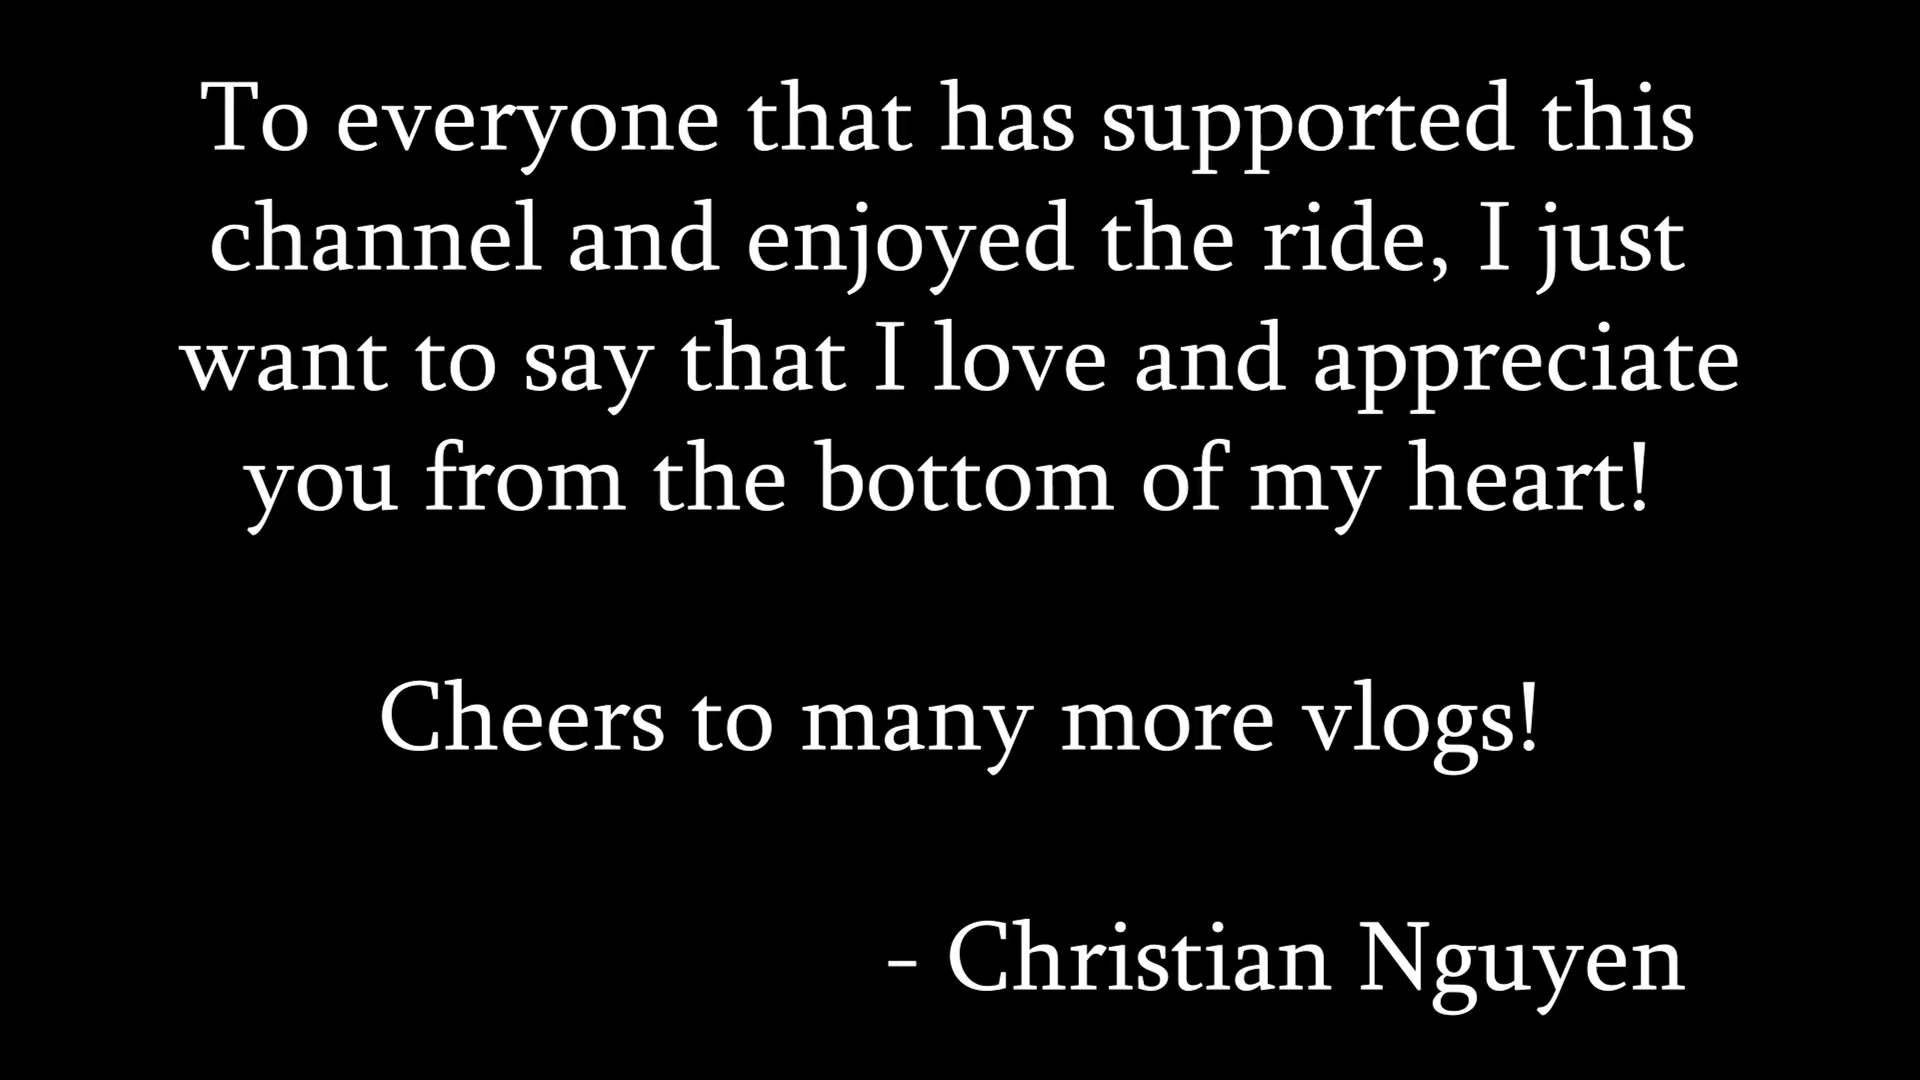 To everyone that has supported this
channel and enjoyed the ride, I just
want to say that I love and appreciate
you from the bottom of my heart!
Cheers to many more vlogs!
- Christian Nguyen